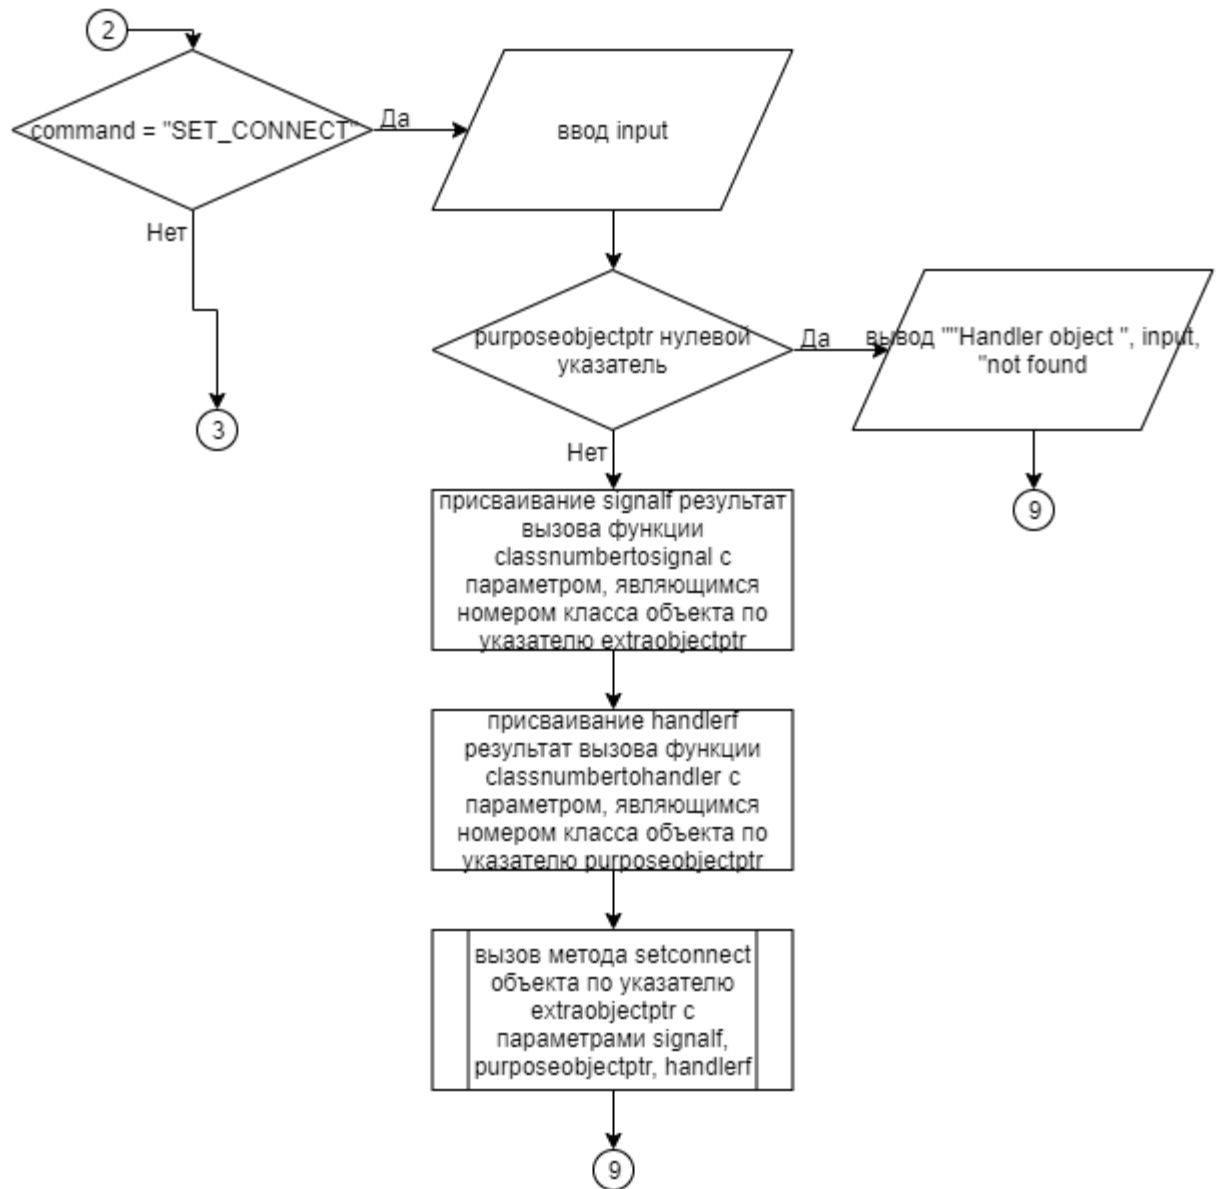 2
command = "SET_CONNECT"
Да
ввод input
Нет
purposeobjectptr нулевой
указатель
Да
вывод ""Handler object ", input,
"not found
3
Нет
9
присваивание signalf результат
вызова функции
classnumbertosignal с
параметром, являющимся
номером класса объекта по
указателю extraobjectptr
присваивание handlerf
результат вызова функции
classnumbertohandler с
параметром, являющимся
номером класса объекта по
указателю purposeobjectptr
вызов метода setconnect
объекта по указателю
extraobjectptr с
параметрами signalf,
purposeobjectptr, handlerf
9